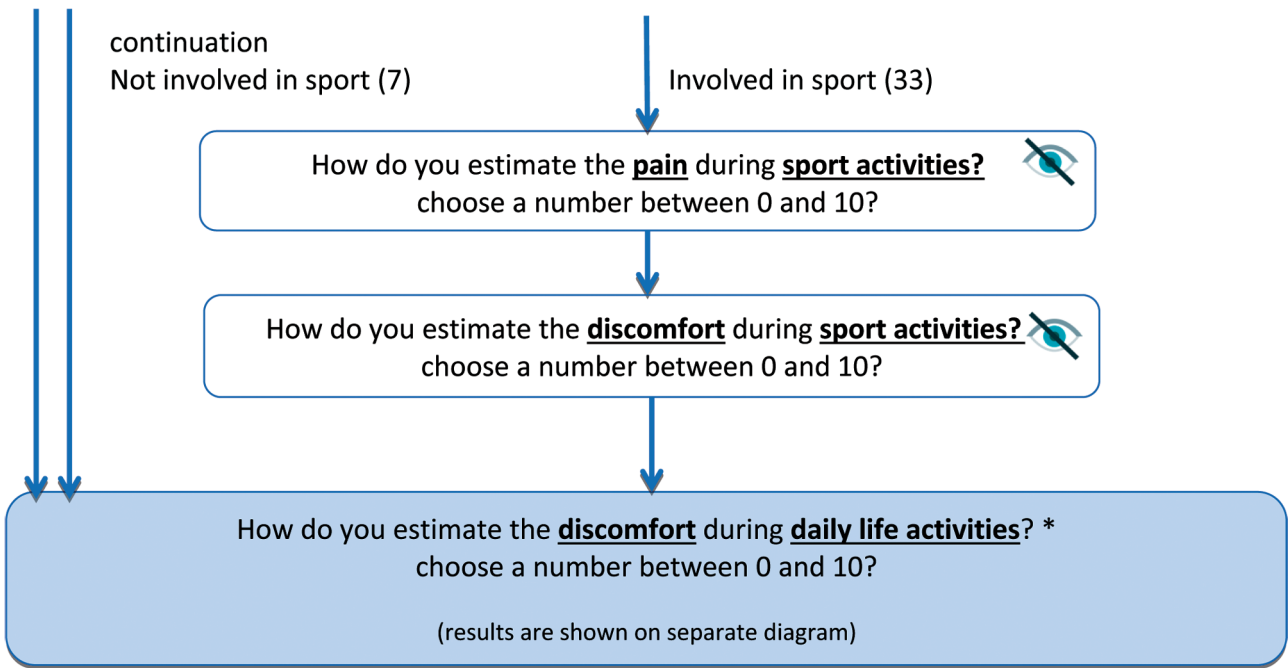 continuation
Not involved in sport (7)
Involved in sport (33)
How do you estimate the pain during sport activities?
choose a number between 0 and 10?
How do you estimate the discomfort during sport activities?
choose a number between 0 and 10?
How do you estimate the discomfort during daily life activities? *
choose a number between 0 and 10?
(results are shown on separate diagram)